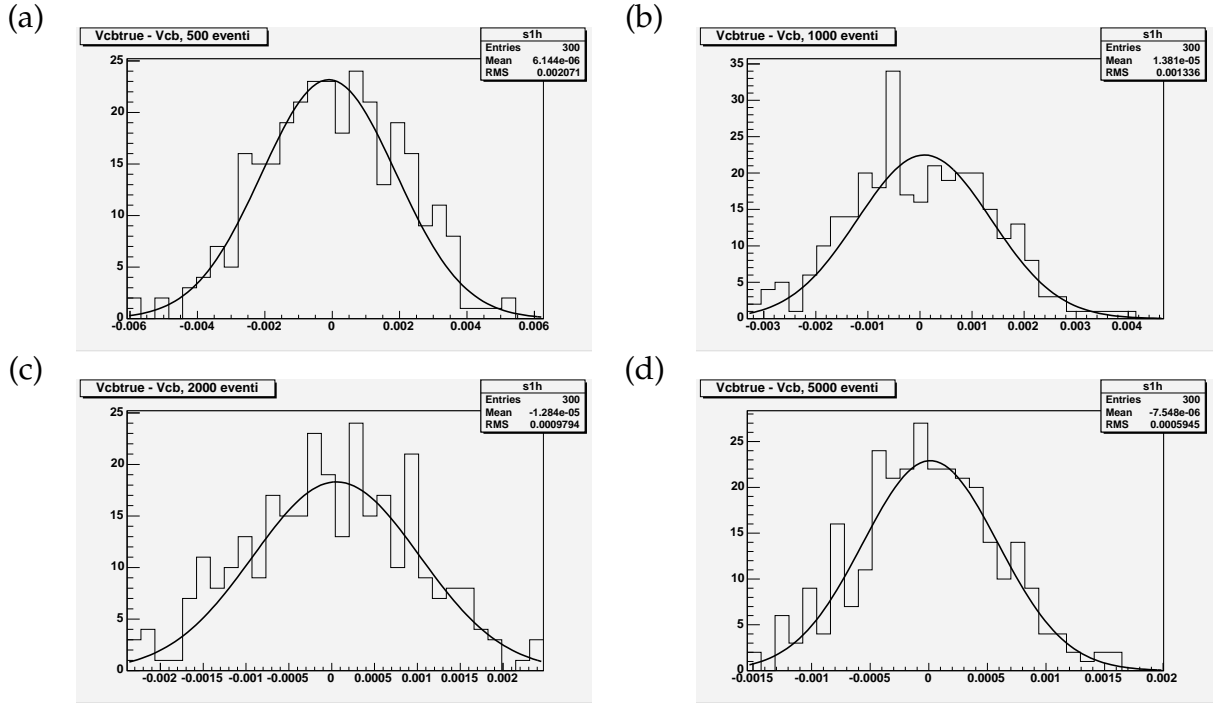 (a)
Vcbtrue - Vcb, 500 eventi
s1h
Entries 300
Mean 6.144e-06
RMS 0.002071
25
20
15
10
5
0
-0.006 -0.004 -0.002 0 0.002 0.004 0.006
(b)
Vcbtrue - Vcb, 1000 eventi
s1h
Entries 300
Mean 1.381e-05
RMS 0.001336
35
30
25
20
15
10
5
0
-0.003 -0.002 -0.001 0 0.001 0.002 0.003 0.004
(c)
Vcbtrue - Vcb, 2000 eventi
s1h
Entries 300
Mean -1.284e-05
RMS 0.0009794
25
20
15
10
5
0
-0.002 -0.0015 -0.001 -0.0005 0 0.0005 0.001 0.0015 0.002
(d)
Vcbtrue - Vcb, 5000 eventi
s1h
Entries 300
Mean -7.548e-06
RMS 0.0005945
25
20
15
10
5
0
-0.0015 -0.001 -0.0005 0 0.0005 0.001 0.0015 0.002